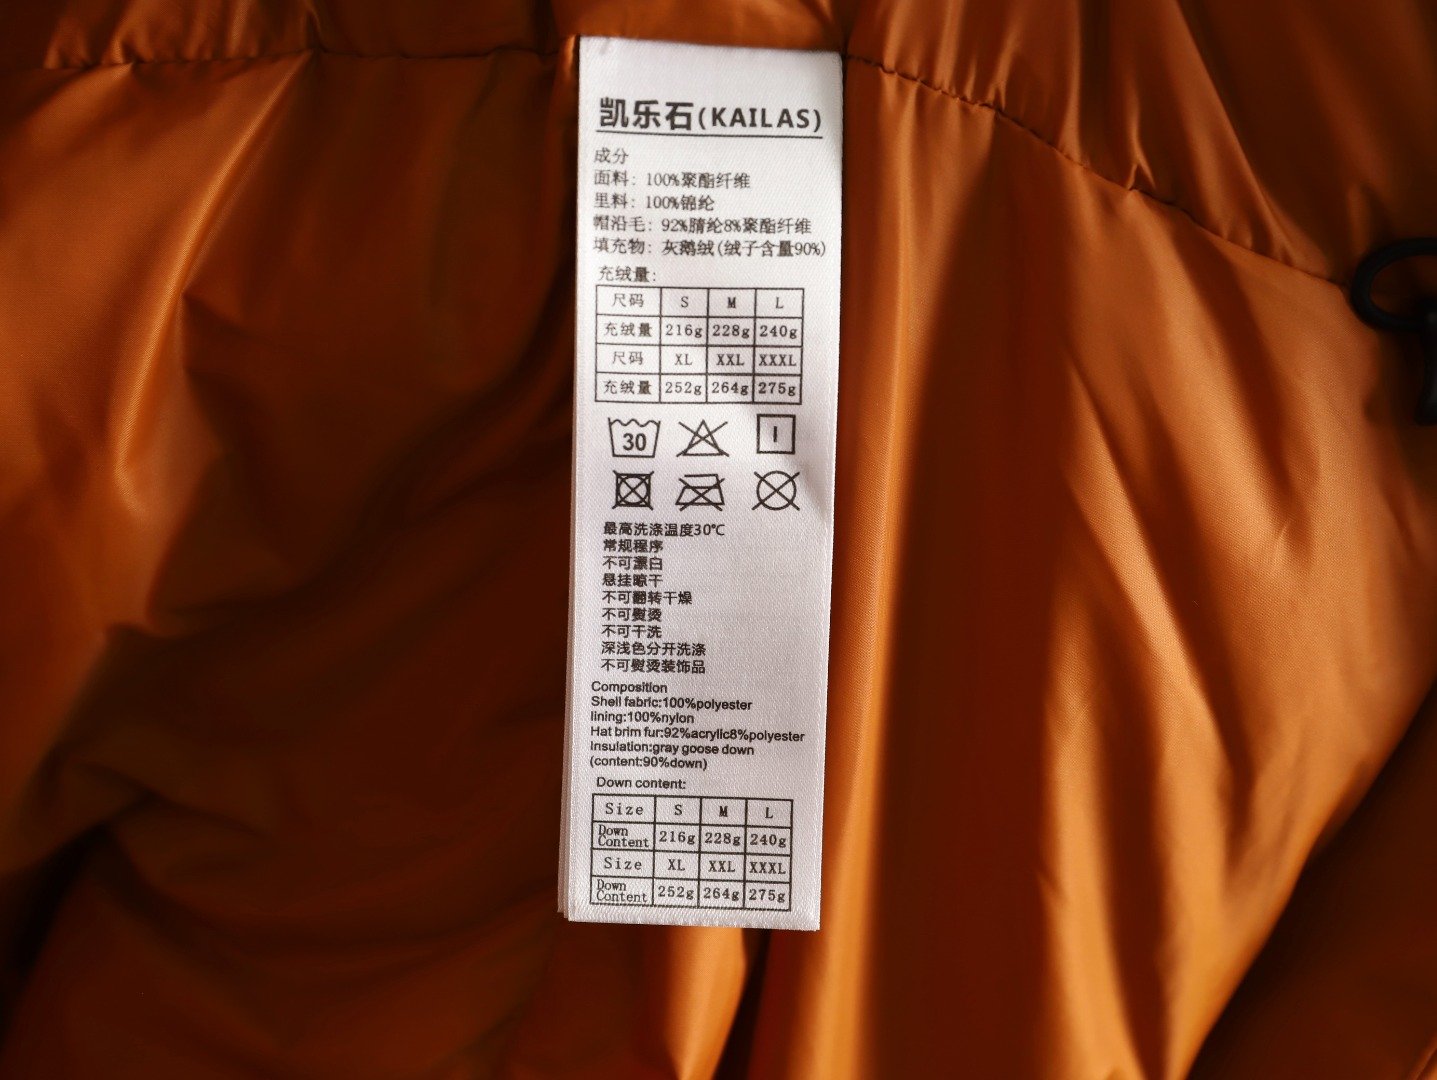 凯乐石(KAILAS)
成分
面料：100%聚酯纤维
里料：100%锦纶
帽沿毛：92%腈纶8%聚酯纤维
填充物：灰鹅绒(绒子含量90%)
充绒量：
尺码 S M L
充绒量 216g 228g 240g
尺码 XL XXL XXXL
充绒量 252g 264g 275g
30
最高洗涤温度30℃
常规程序
不可漂白
悬挂晾干
不可翻转干燥
不可熨烫
不可干洗
深浅色分开洗涤
不可熨烫装饰品
Composition
Shell fabric:100%polyester
lining:100%nylon
Hat brim fur:92%acrylic8%polyester
Insulation:gray goose down
(content:90%down)
Down content:
Size S M L
Down Content 216g 228g 240g
Size XL XXL XXXL
Down Content 252g 264g 275g